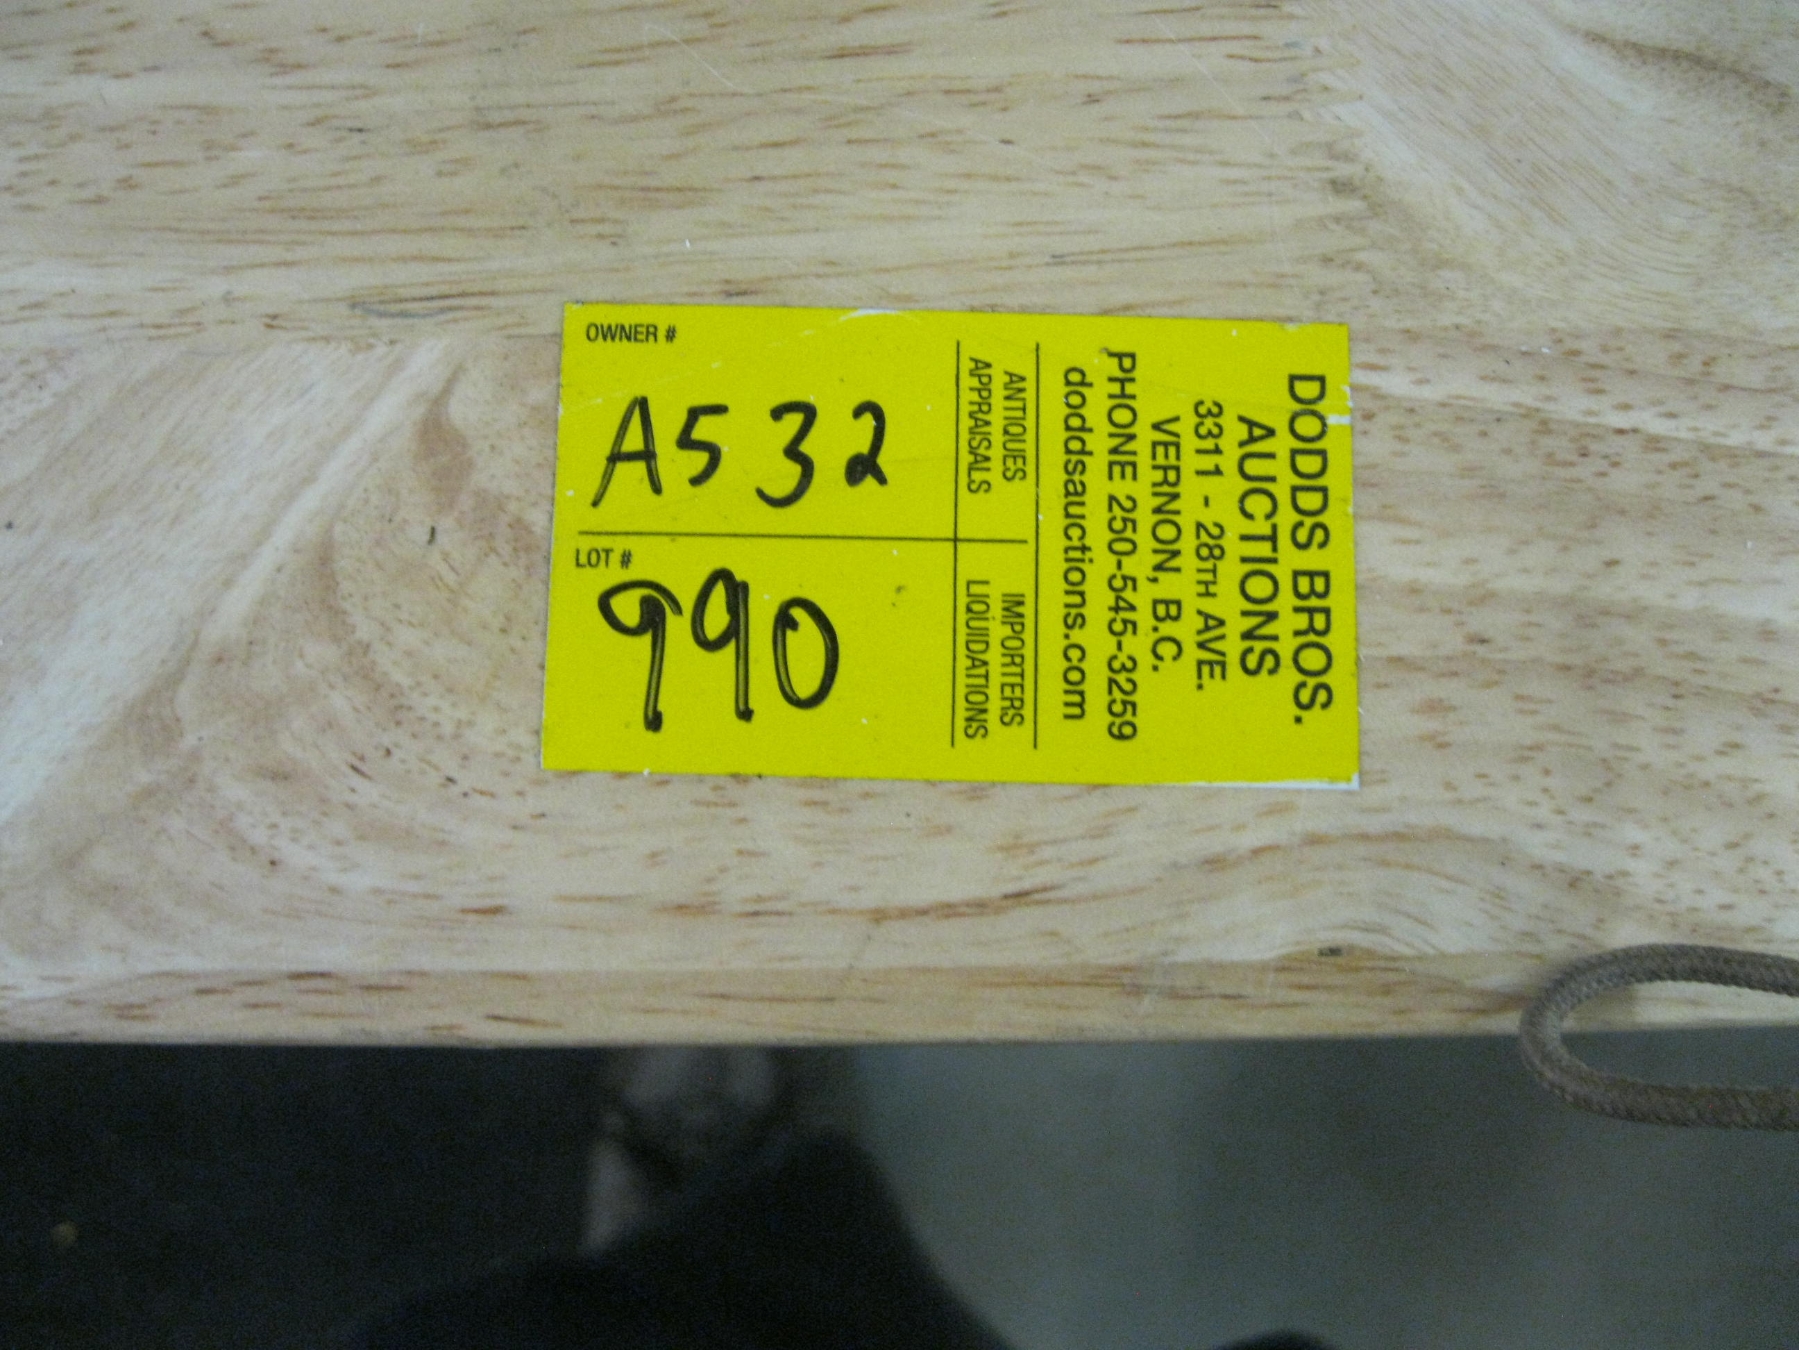 OWNER #
A532
LOT #
990
ANTIQUES
APPRAISALS
IMPORTERS
LIQUIDATIONS
DODDS BROS.
AUCTIONS
3311 - 28TH AVE.
VERNON, B.C.
PHONE 250-545-3259
doddsauctions.com